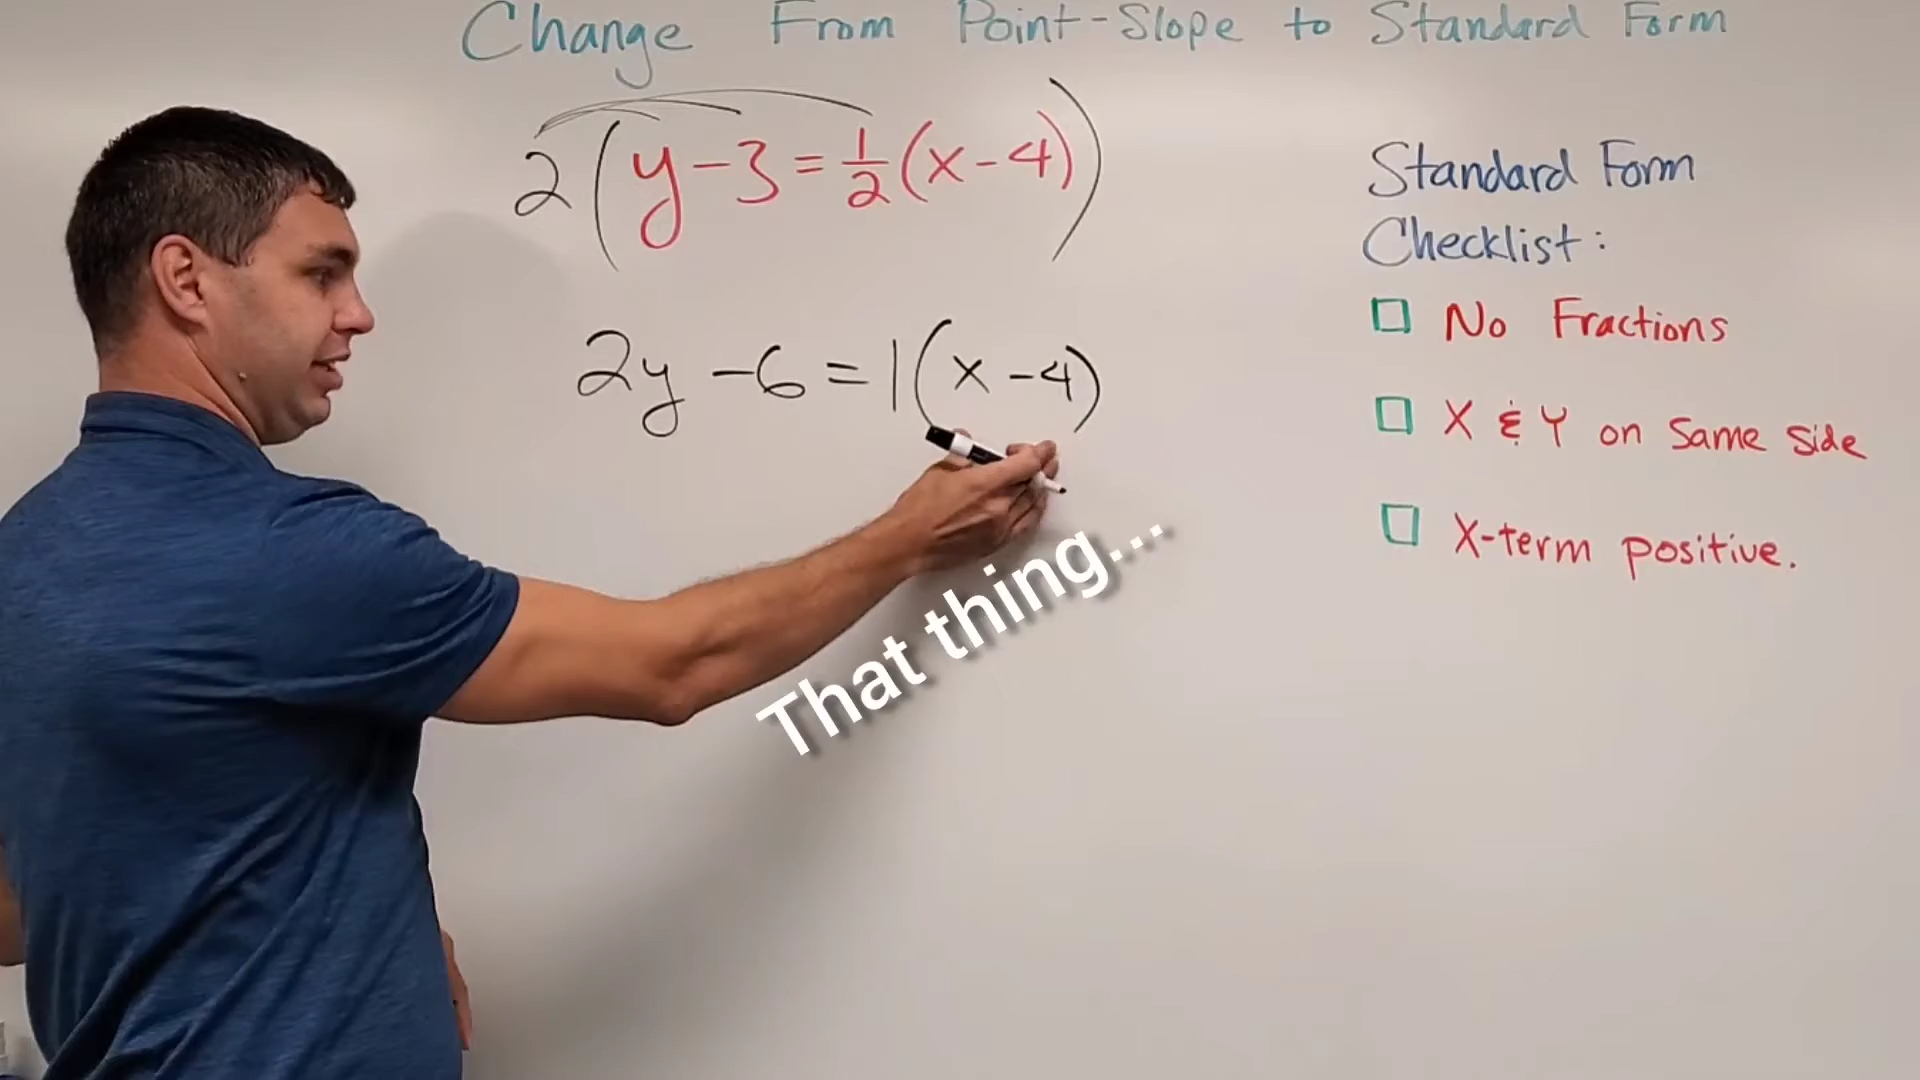 Change From Point-Slope to Standard Form
2(y-3=1/2(x-4))
2y-6=1(x-4)
That thing...
Standard Form
Checklist:
No Fractions
X & Y on Same Side
X-term positive.